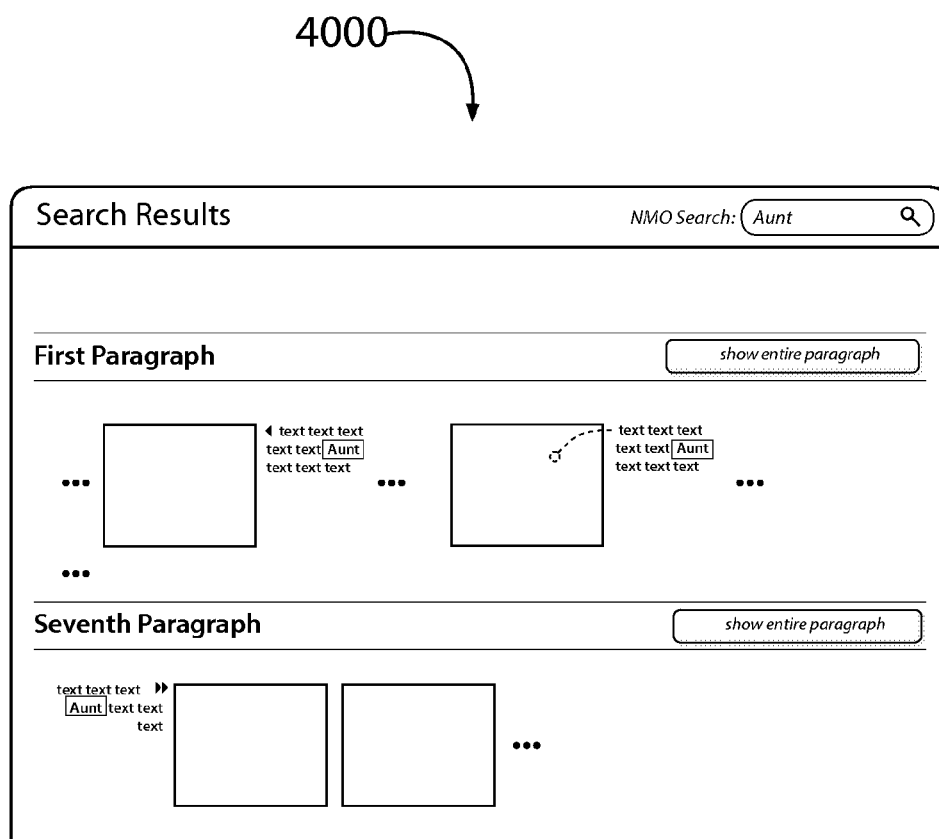 4000
Search Results
NMO Search: Aunt
First Paragraph
show entire paragraph
text text text
text text Aunt
text text text
text text text
text text Aunt
text text text
Seventh Paragraph
show entire paragraph
text text text
Aunt text text
text